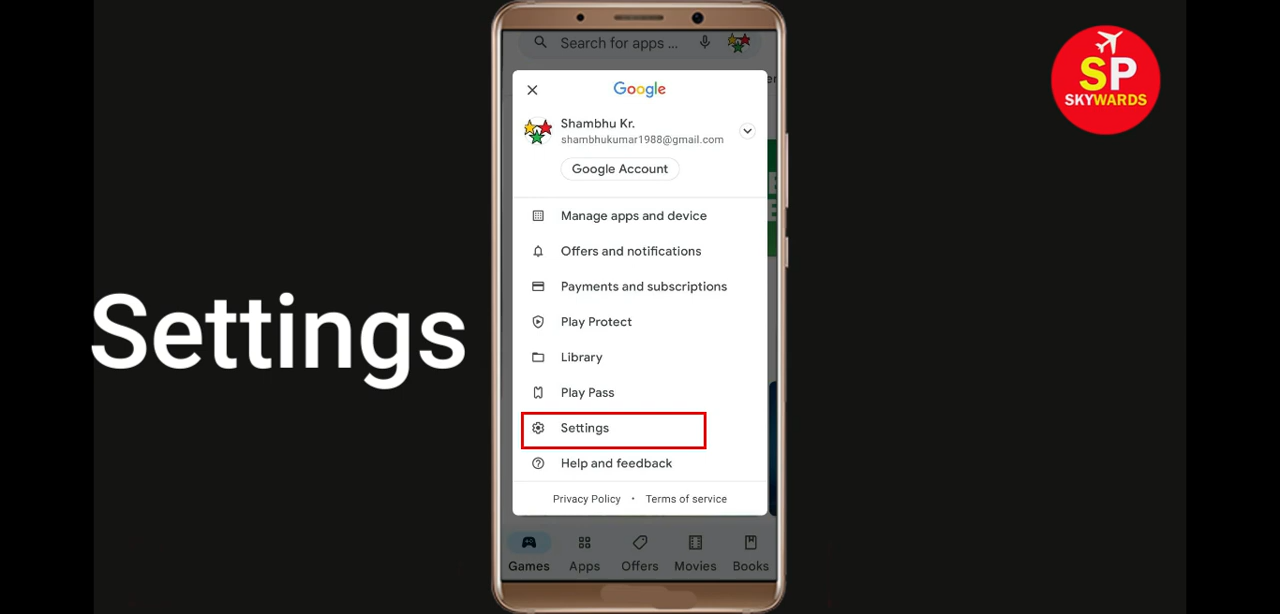 Settings
Search for apps ...
Google
Shambhu Kr.
shambhukumar1988@gmail.com
Google Account
Manage apps and device
Offers and notifications
Payments and subscriptions
Play Protect
Library
Play Pass
Settings
Help and feedback
Privacy Policy • Terms of service
Games Apps Offers Movies Books
SP
SKYWARDS